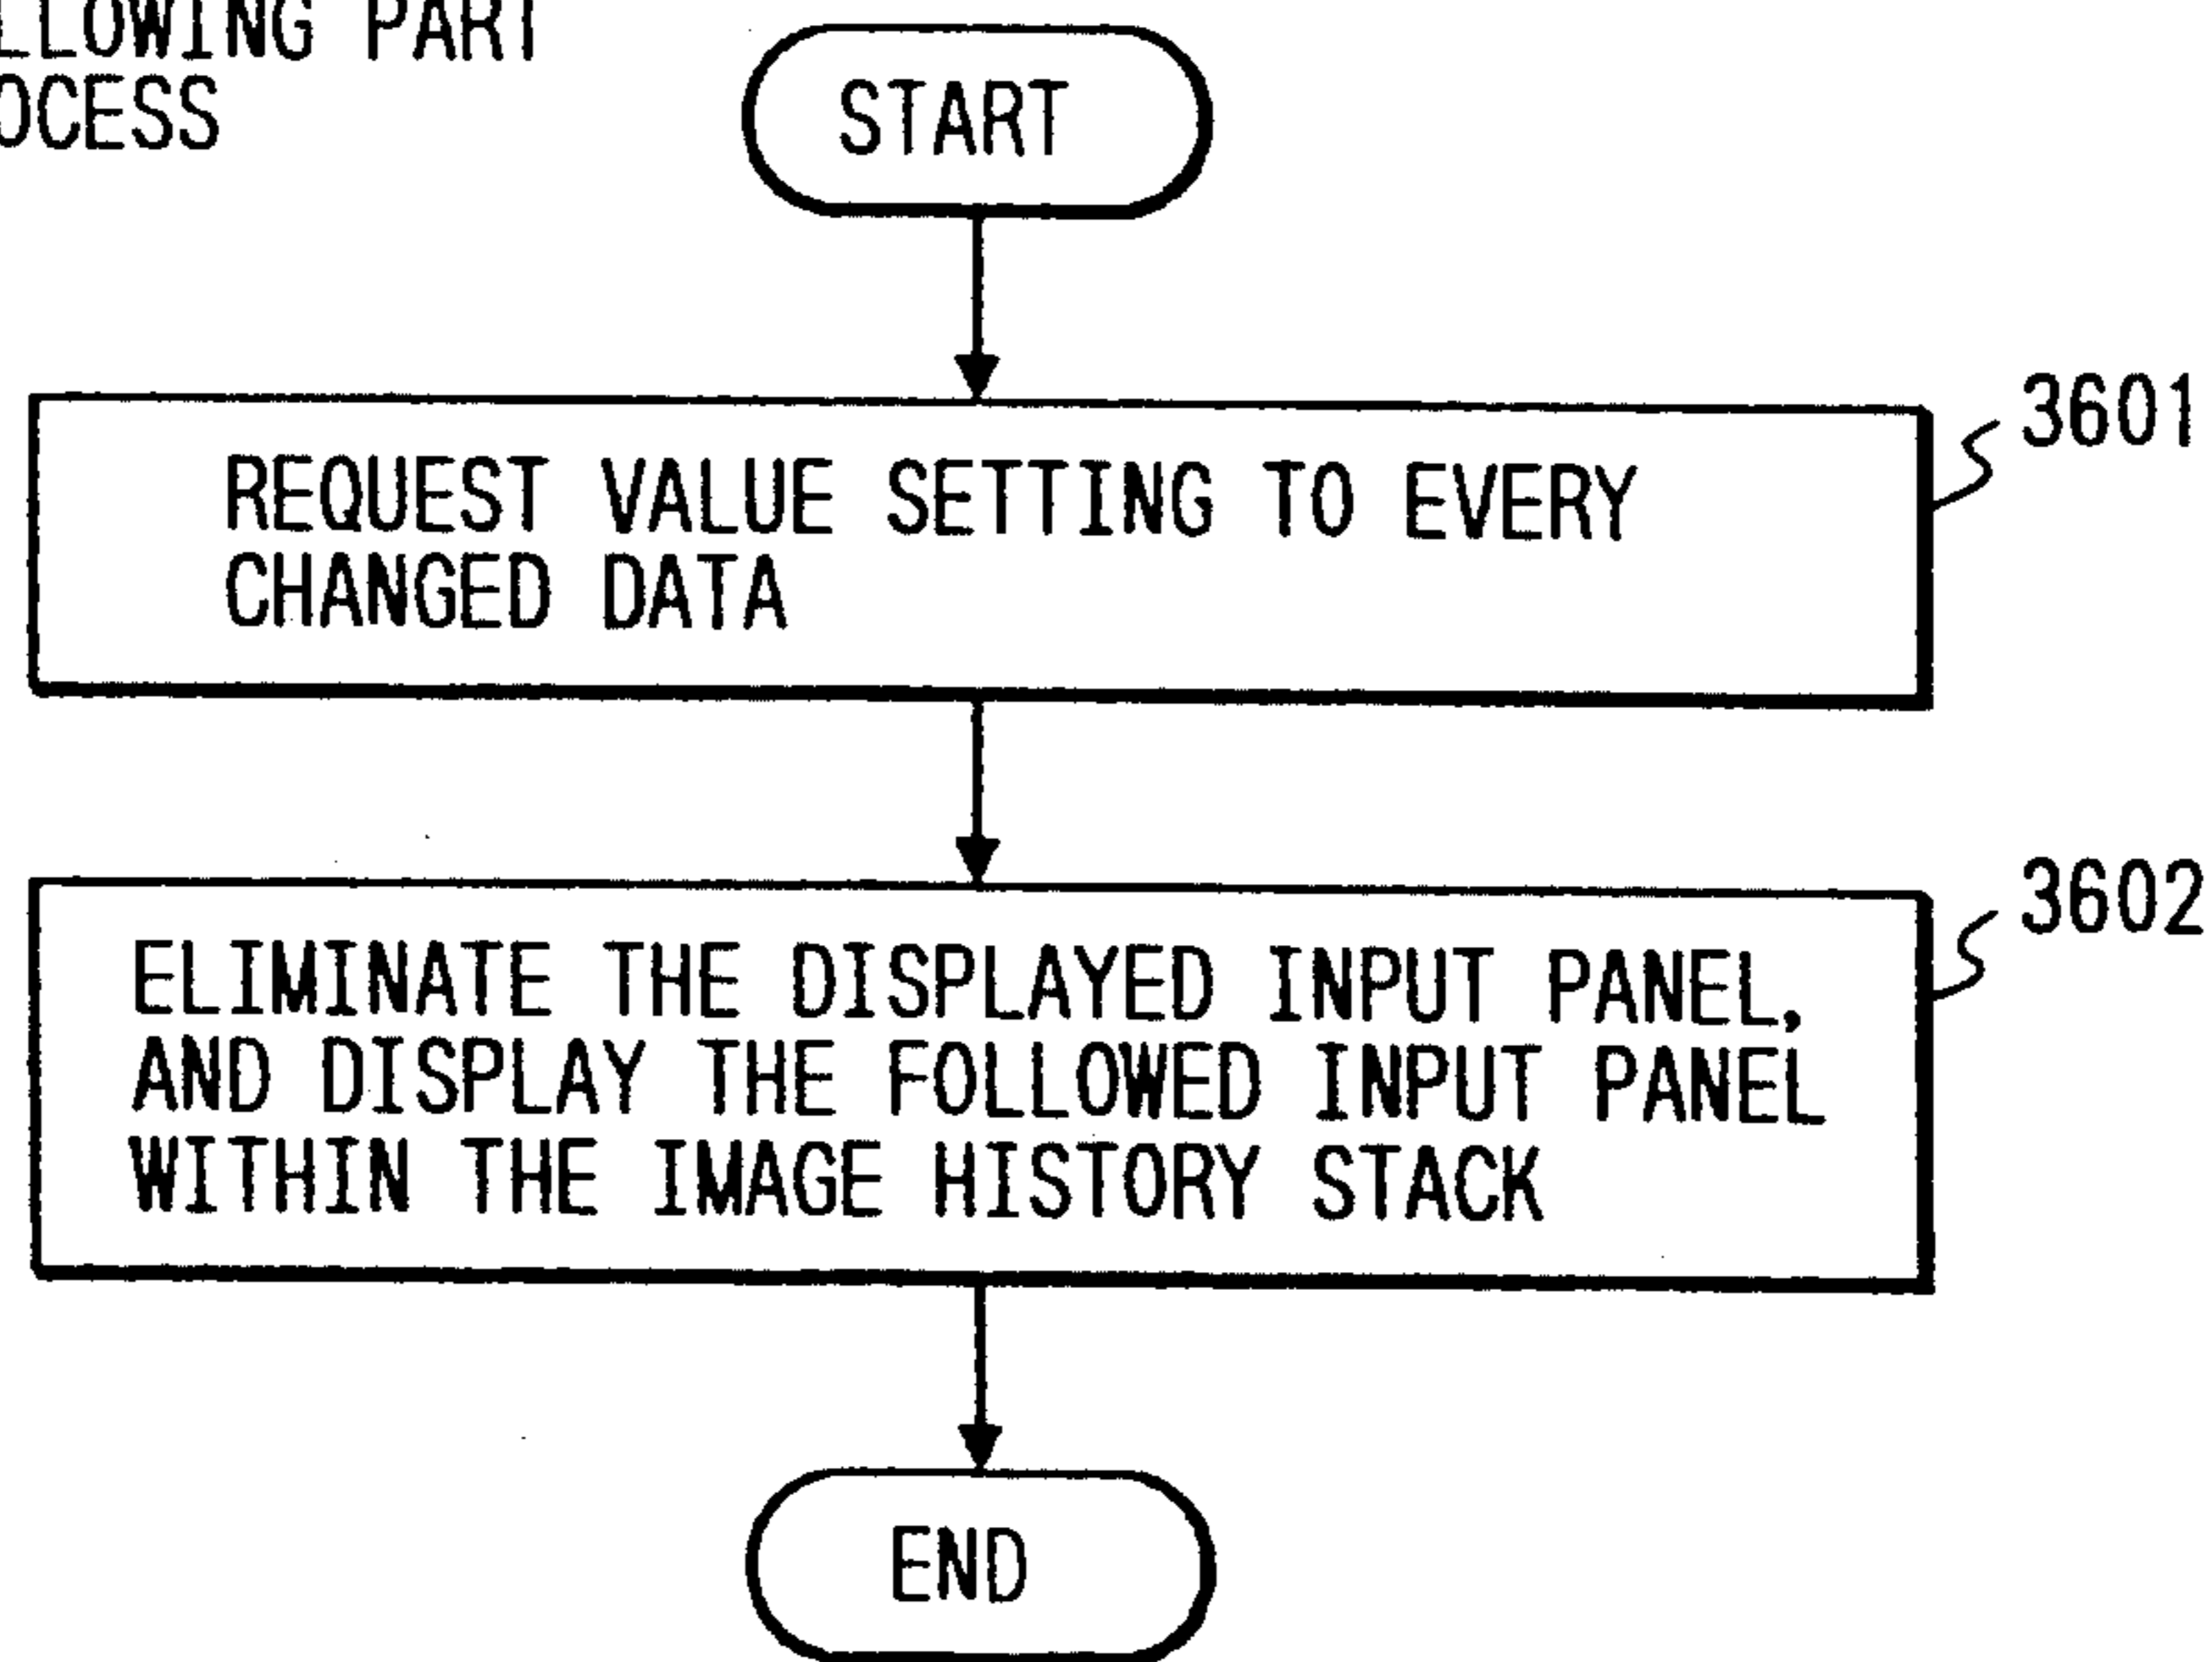 LLOWING PART
OCESS
START
3601
REQUEST VALUE SETTING TO EVERY
CHANGED DATA
3602
ELIMINATE THE DISPLAYED INPUT PANEL,
AND DISPLAY THE FOLLOWED INPUT PANEL
WITHIN THE IMAGE HISTORY STACK
END